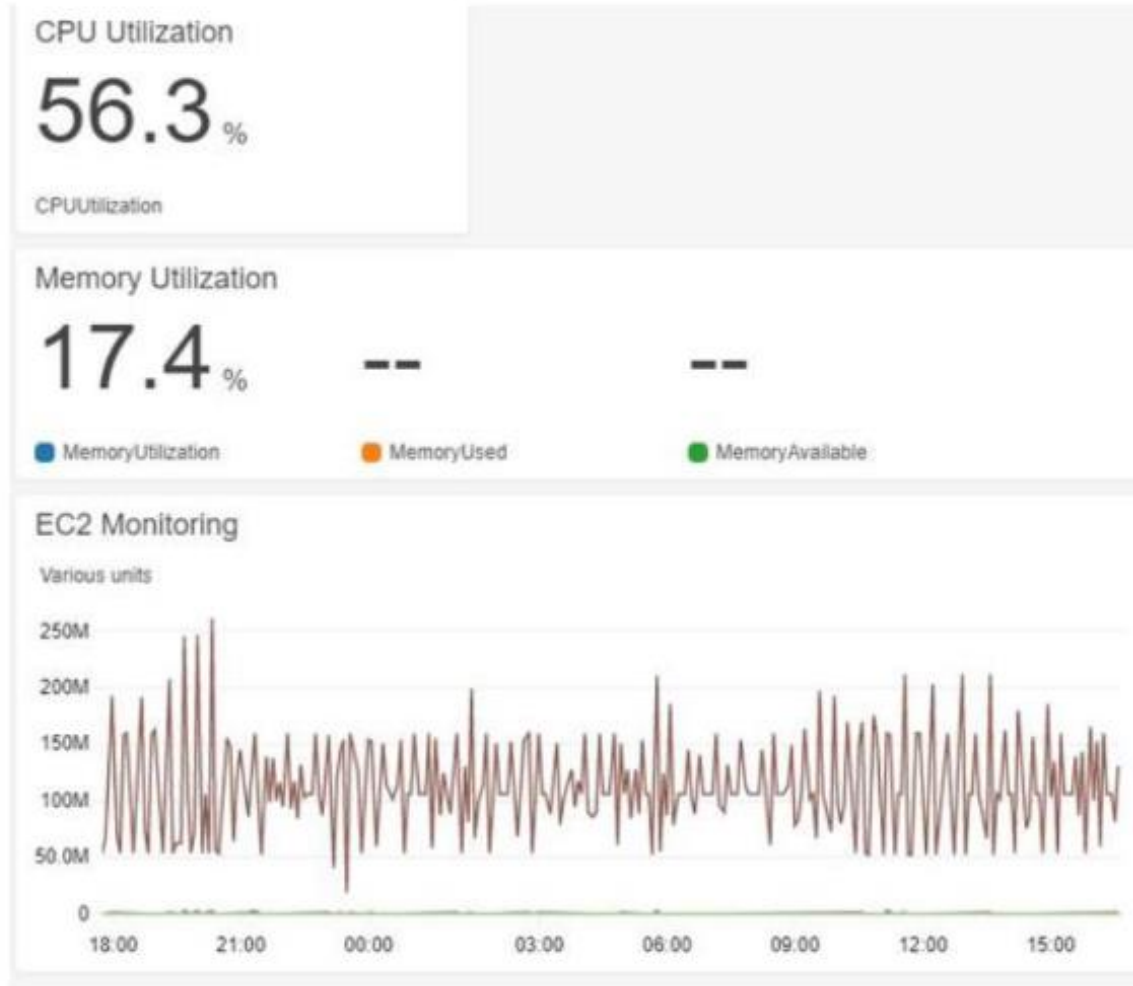 CPU Utilization
56.3 %
CPUUtilization
Memory Utilization
17.4 % -- --
MemoryUtilization MemoryUsed MemoryAvailable
EC2 Monitoring
Various units
250M
200M
150M
100M
50.0M
0
18:00 21:00 00:00 03:00 06:00 09:00 12:00 15:00